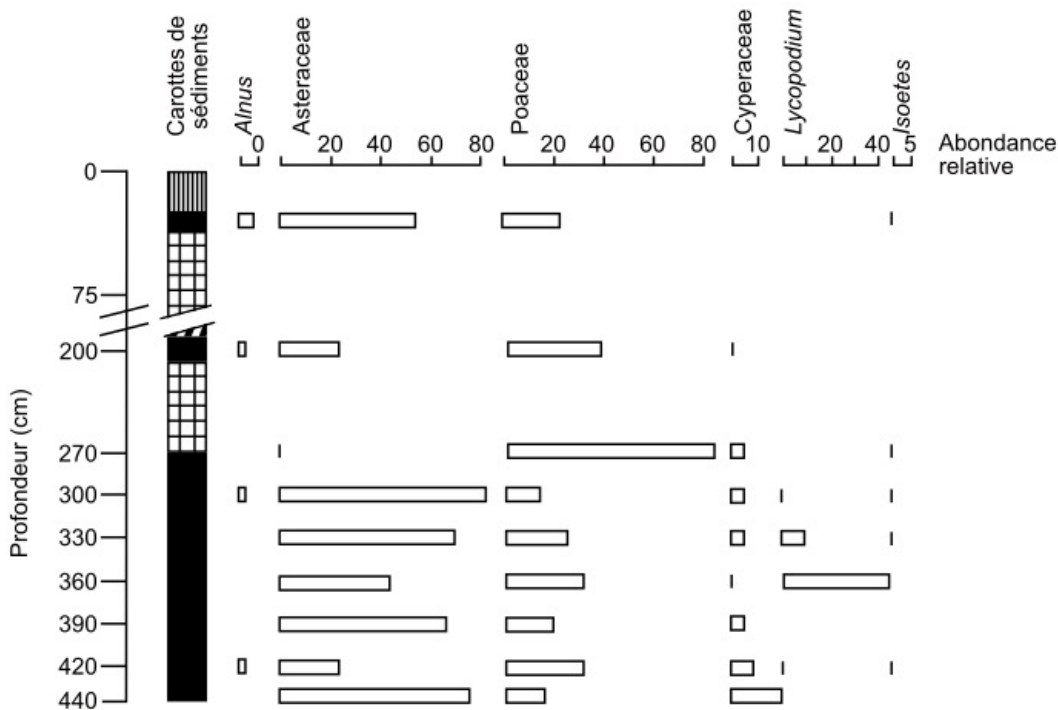 Carottes de
sédiments
Alnus
Asteraceae
Poaceae
Cyperaceae
Lycopodium
Isoetes
0
20 40 60 80
20 40 60 80
10
20 40
5
Abondance
relative
Profondeur (cm)
0
75
200
270
300
330
360
390
420
440